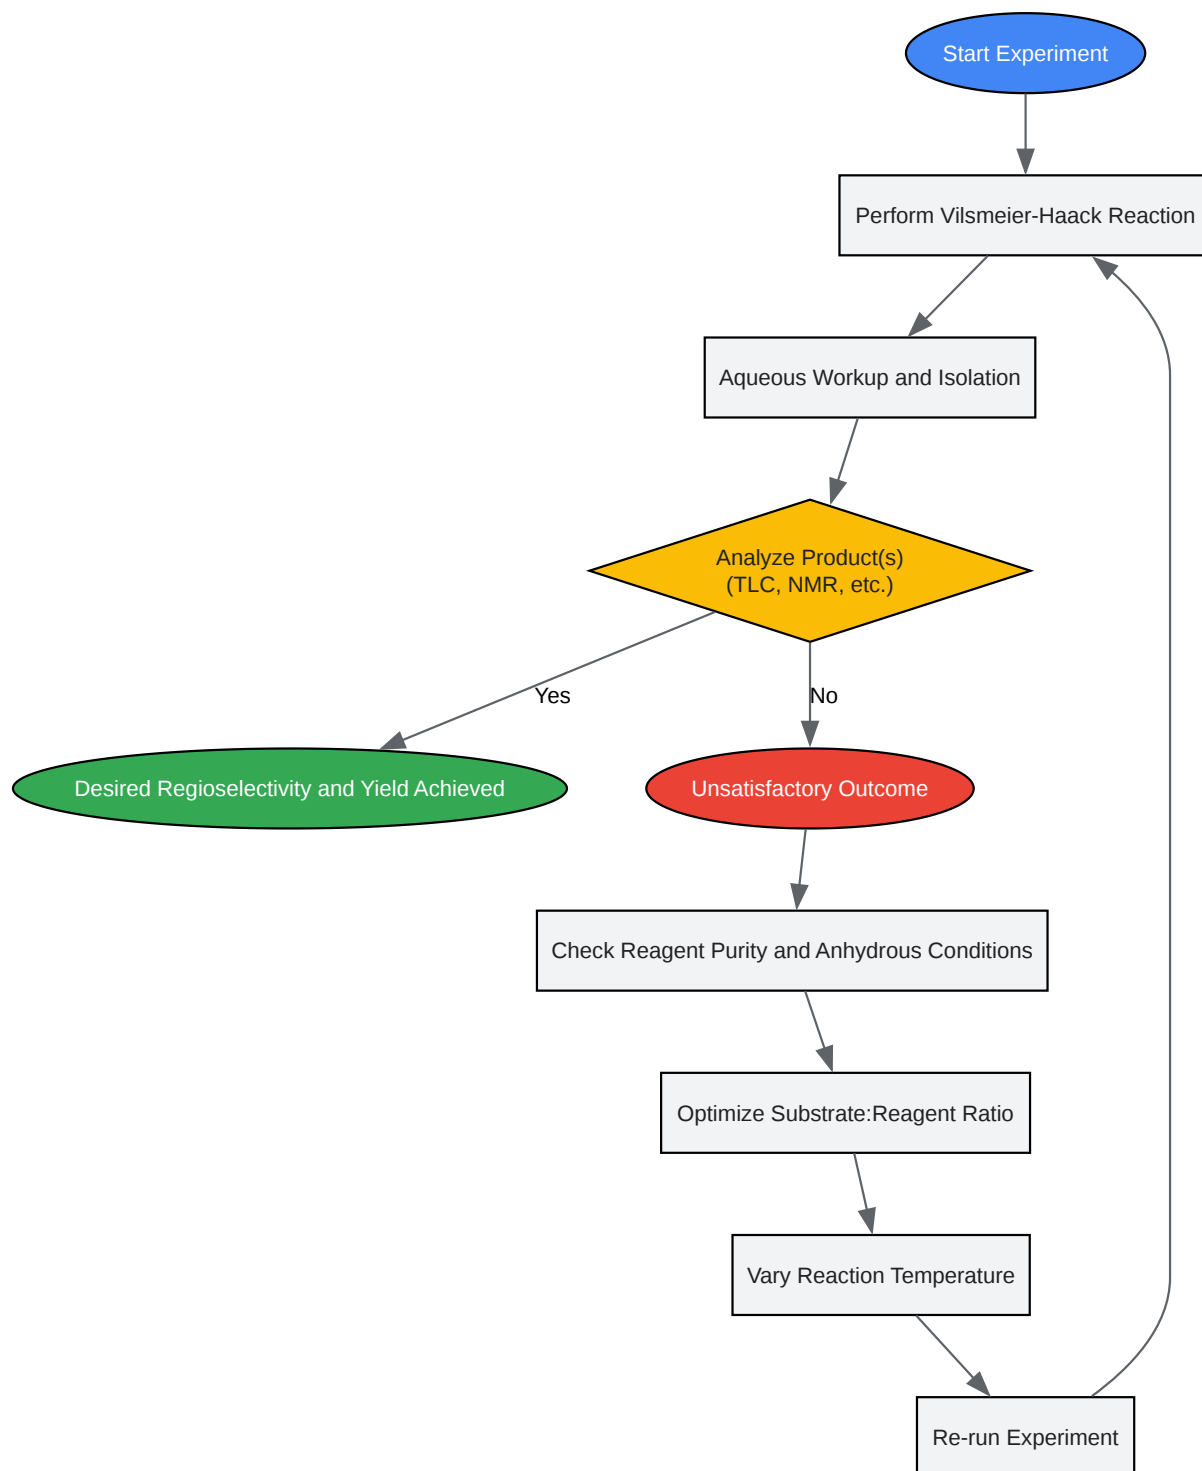 Start Experiment
Perform Vilsmeier-Haack Reaction
Aqueous Workup and Isolation
Analyze Product(s)
(TLC, NMR, etc.)
Yes
No
Desired Regioselectivity and Yield Achieved
Unsatisfactory Outcome
Check Reagent Purity and Anhydrous Conditions
Optimize Substrate:Reagent Ratio
Vary Reaction Temperature
Re-run Experiment